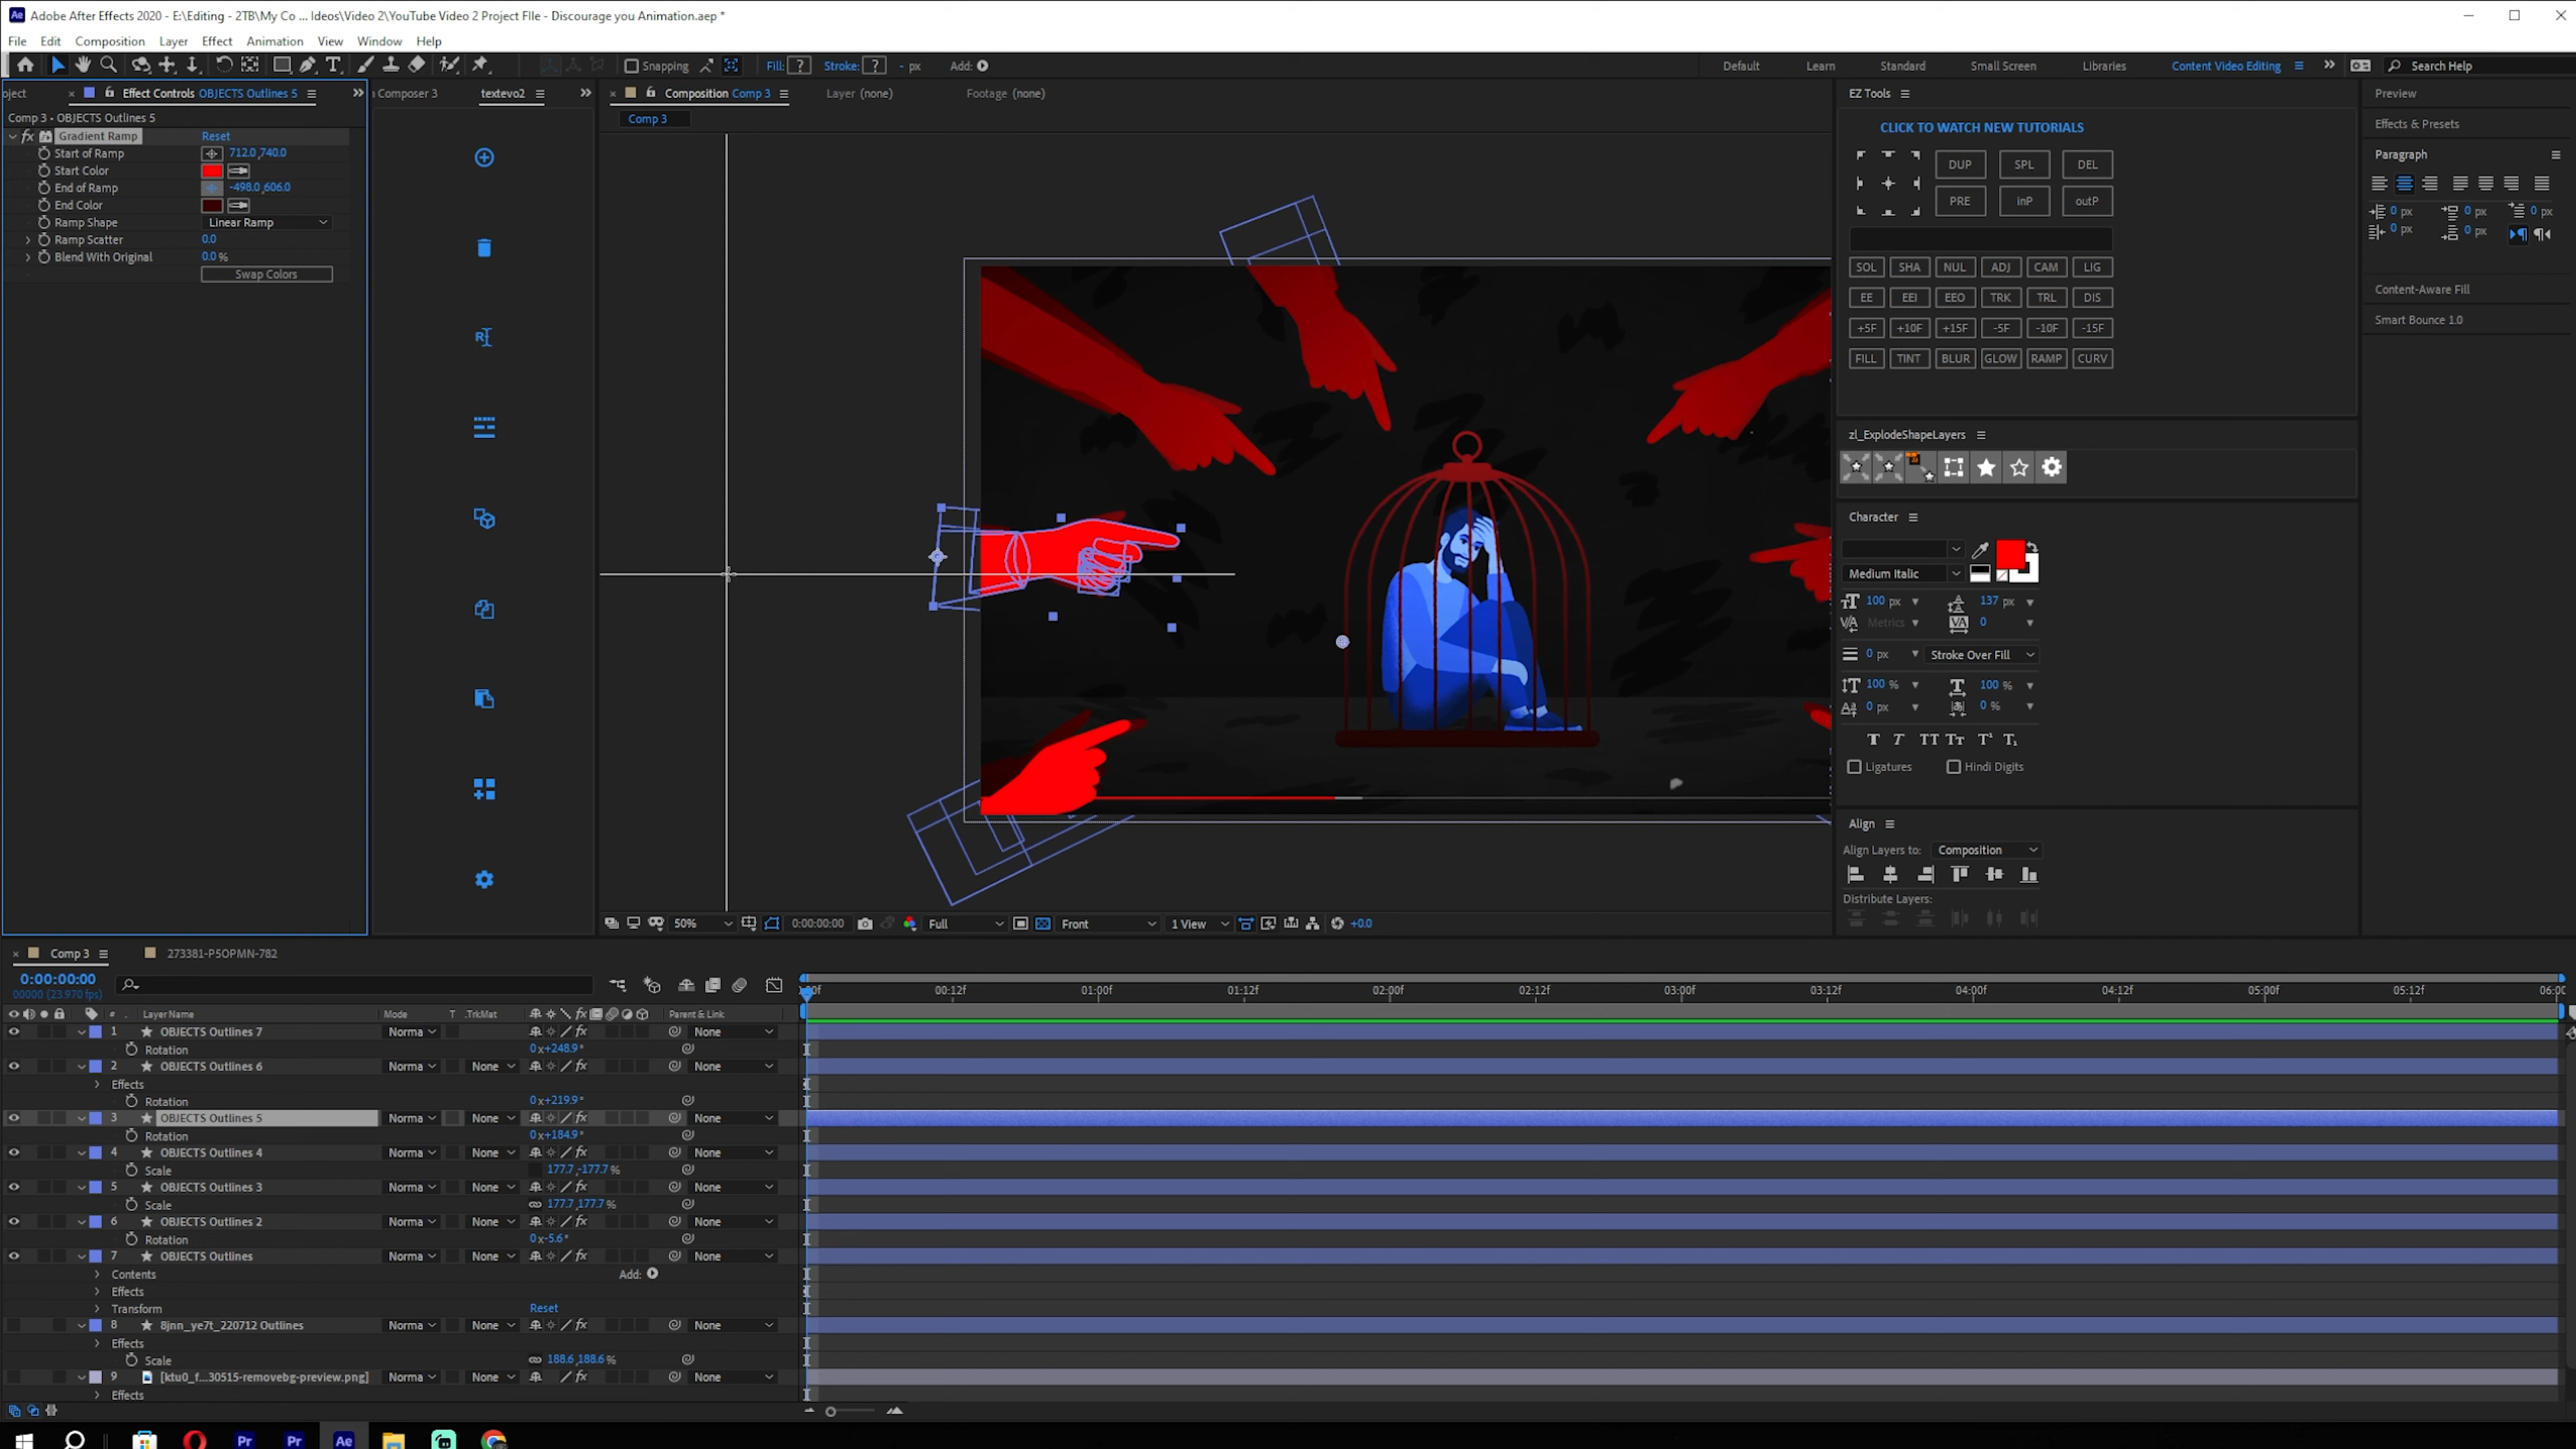 Adobe After Effects 2020 - E:\Editing - 2TB\My Co ... Ideos\Video 2\YouTube Video 2 Project FIle - Discourage you Animation.aep *
File Edit Composition Layer Effect Animation View Window Help
Snapping Fill: ? Stroke: ? - px Add: Default Learn Standard Small Screen Libraries Content Video Editing Search Help
oject Effect Controls OBJECTS Outlines 5
Comp 3 • OBJECTS Outlines 5
fx Gradient Ramp Reset
Start of Ramp 712.0,740.0
Start Color
End of Ramp -498.0,606.0
End Color
Ramp Shape Linear Ramp
Ramp Scatter 0.0
Blend With Original 0.0 %
Swap Colors
Composer 3 textevo2
Composition Comp 3 Layer (none) Footage (none)
Comp 3
50% 0:00:00:00 Full Front 1 View +0.0
EZ Tools
CLICK TO WATCH NEW TUTORIALS
DUP SPL DEL
PRE inP outP
SOL SHA NUL ADJ CAM LIG
EE EEI EEO TRK TRL DIS
+5F +10F +15F -5F -10F -15F
FILL TINT BLUR GLOW RAMP CURV
zl_ExplodeShapeLayers
Character
Medium Italic
100 px 137 px
Metrics 0
0 px Stroke Over Fill
100 % 100 %
0 px 0 %
T T TT Tt T¹ T₁
Ligatures Hindi Digits
Align
Align Layers to: Composition
Distribute Layers:
Preview
Effects & Presets
Paragraph
0 px 0 px 0 px
0 px 0 px
Content-Aware Fill
Smart Bounce 1.0
Comp 3 273381-P5OPMN-782
0:00:00:00
00000 (23.970 fps)
00:12f 01:00f 01:12f 02:00f 02:12f 03:00f 03:12f 04:00f 04:12f 05:00f 05:12f
# Layer Name Mode T .TrkMat Parent & Link
1 OBJECTS Outlines 7 Norma None
Rotation 0x+248.9°
2 OBJECTS Outlines 6 Norma None None
Effects
Rotation 0x+219.9°
3 OBJECTS Outlines 5 Norma None None
Rotation 0x+184.9°
4 OBJECTS Outlines 4 Norma None None
Scale 177.7,-177.7%
5 OBJECTS Outlines 3 Norma None None
Scale 177.7,177.7%
6 OBJECTS Outlines 2 Norma None None
Rotation 0x-5.6°
7 OBJECTS Outlines Norma None None
Contents Add:
Effects
Transform Reset
8 8jnn_ye7t_220712 Outlines Norma None None
Effects
Scale 188.6,188.6%
9 [ktu0_f...30515-removebg-preview.png] Norma None None
Effects
Pr Pr Ae